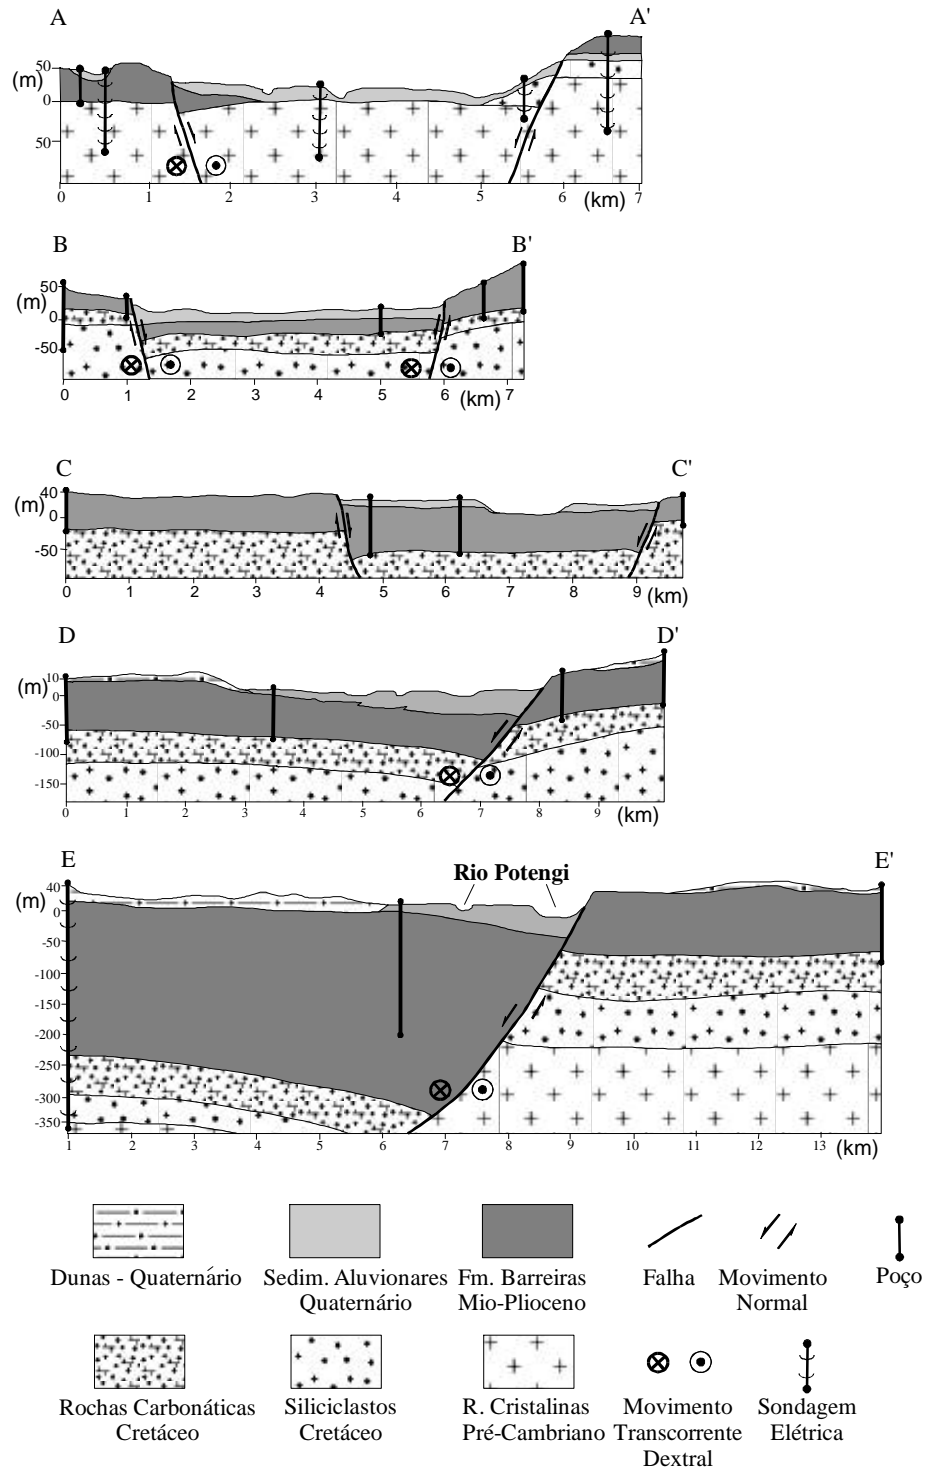 A A'
(m)
50
0
50
0 1 2 3 4 5 6 (km) 7
B B'
(m)
50
0
-50
0 1 2 3 4 5 6 (km) 7
C C'
(m)
40
0
-50
0 1 2 3 4 5 6 7 8 9 (km)
D D'
(m)
10
0
-50
-100
-150
0 1 2 3 4 5 6 7 8 9 (km)
E E'
Rio Potengi
(m)
40
0
-50
-100
-150
-200
-250
-300
-350
1 2 3 4 5 6 7 8 9 10 11 12 13 (km)
Dunas - Quaternário
Sedim. Aluvionares
Quaternário
Fm. Barreiras
Mio-Plioceno
Falha
Movimento
Normal
Poço
Rochas Carbonáticas
Cretáceo
Siliciclastos
Cretáceo
R. Cristalinas
Pré-Cambriano
Movimento
Transcorrente
Dextral
Sondagem
Elétrica